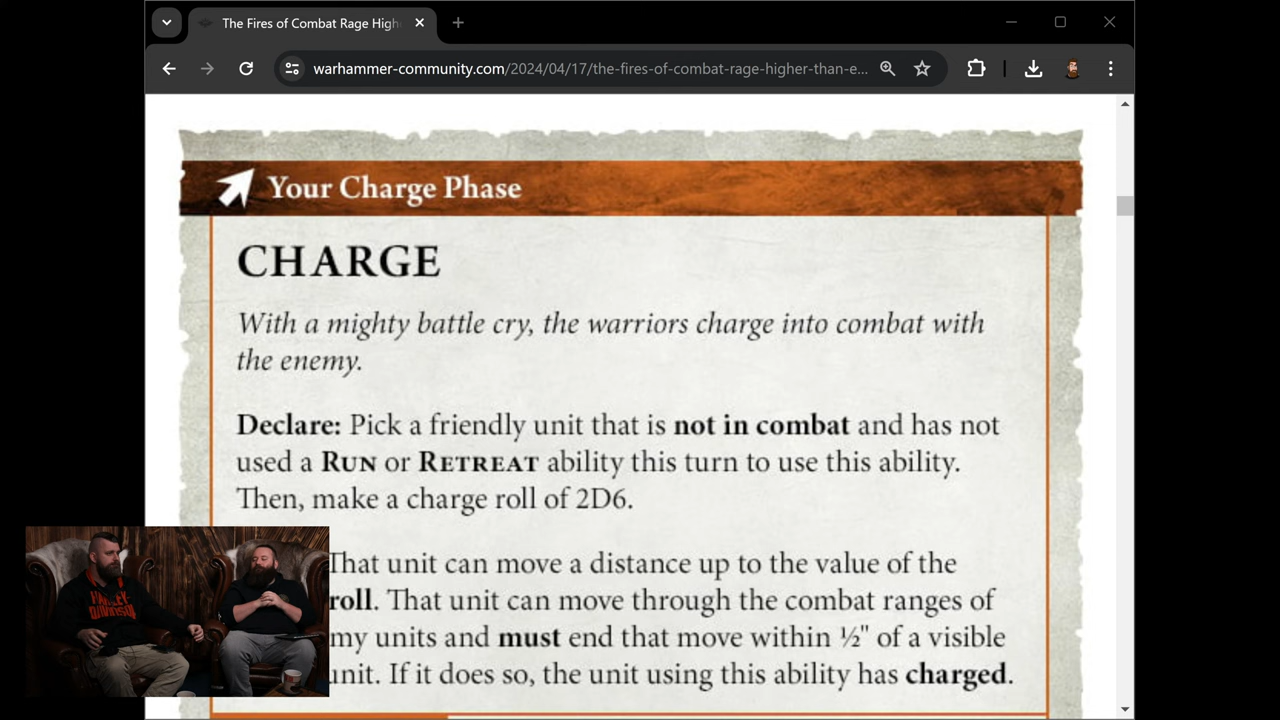 The Fires of Combat Rage High
warhammer-community.com/2024/04/17/the-fires-of-combat-rage-higher-than-e...
Your Charge Phase
CHARGE
With a mighty battle cry, the warriors charge into combat with
the enemy.
Declare: Pick a friendly unit that is not in combat and has not
used a RUN or RETREAT ability this turn to use this ability.
Then, make a charge roll of 2D6.
That unit can move a distance up to the value of the
roll. That unit can move through the combat ranges of
my units and must end that move within ½" of a visible
unit. If it does so, the unit using this ability has charged.
HARLEY-
DAVIDSON